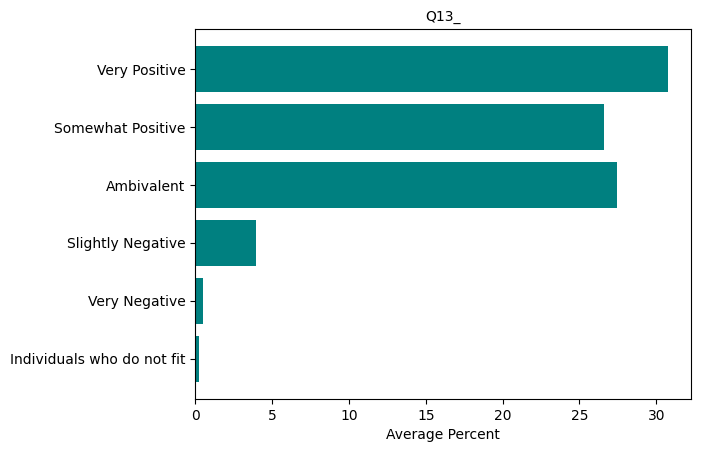 Q13_
Very Positive
Somewhat Positive
Ambivalent
Slightly Negative
Very Negative
Individuals who do not fit
0 5 10 15 20 25 30
Average Percent